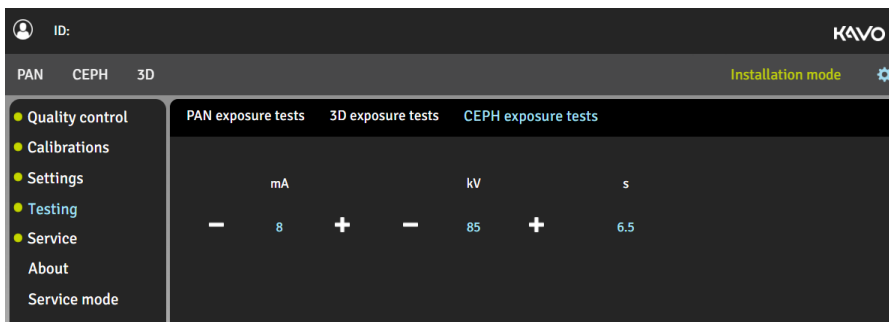 ID:
KAVO
PAN CEPH 3D Installation mode
Quality control
Calibrations
Settings
Testing
Service
About
Service mode
PAN exposure tests 3D exposure tests CEPH exposure tests
mA kV s
− 8 + − 85 + 6.5